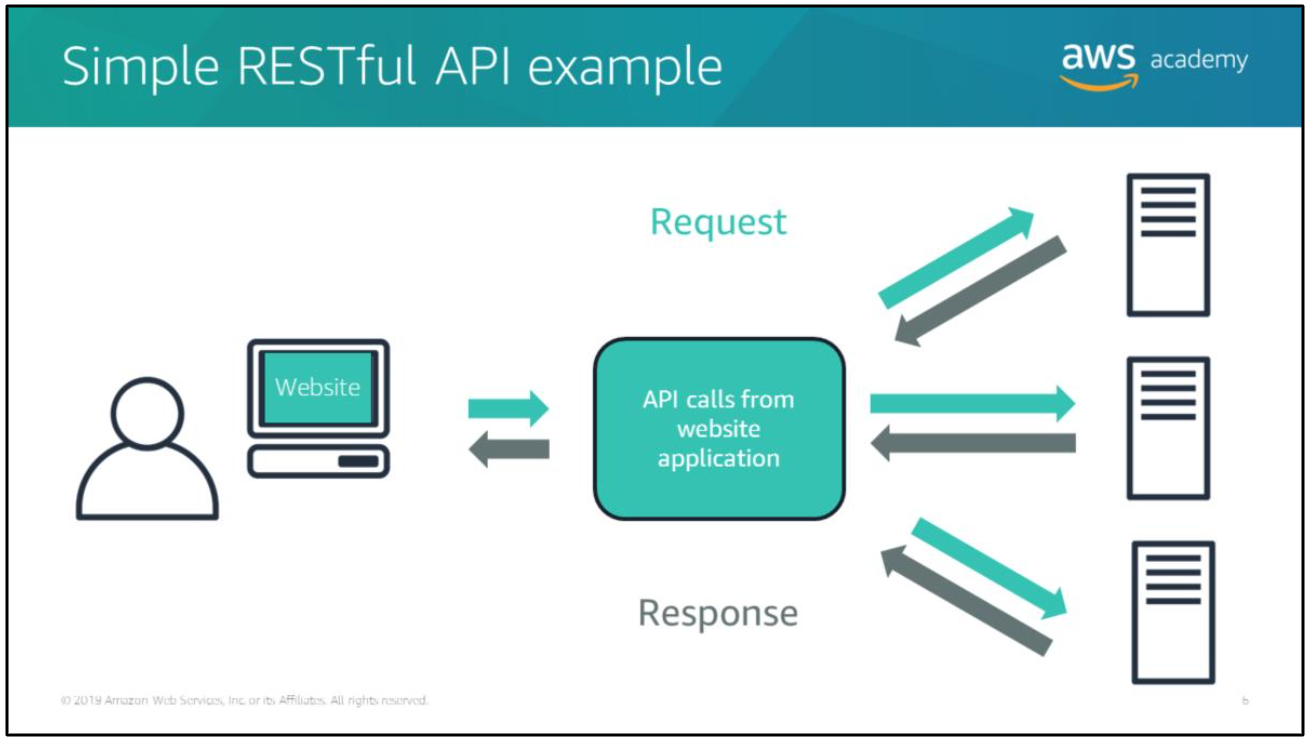 Simple RESTful API example
aws academy
Request
Website
API calls from
website
application
Response
© 2019 Amazon Web Services, Inc. or its Affiliates. All rights reserved.
6